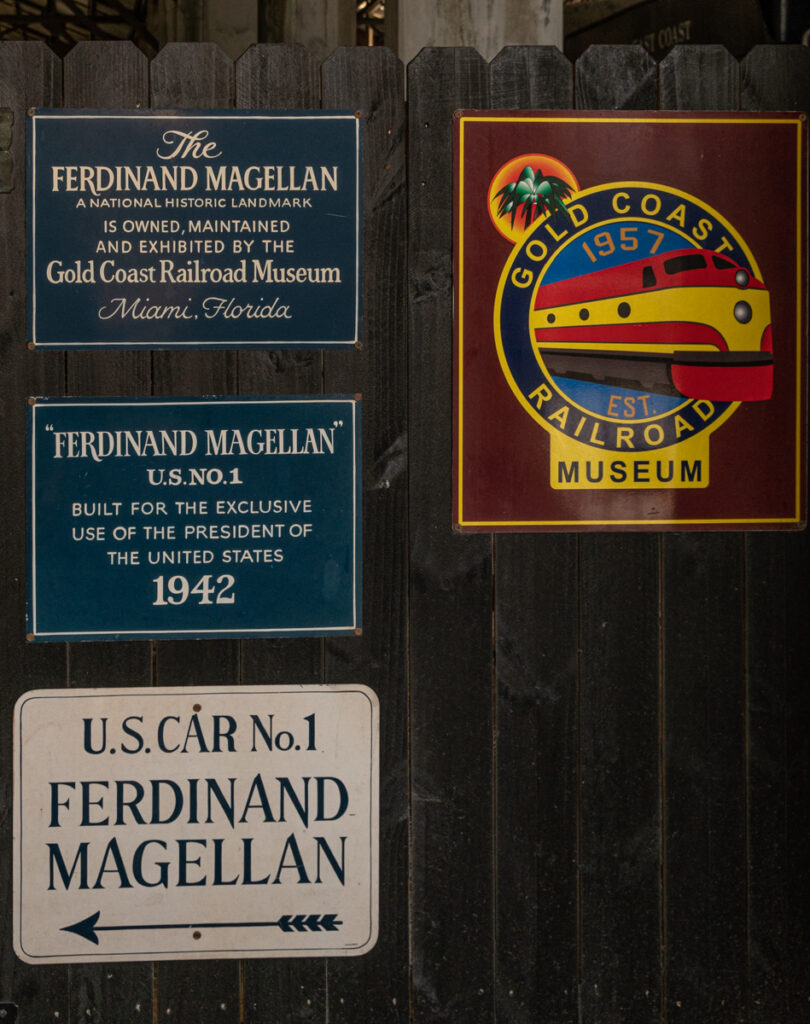 The
FERDINAND MAGELLAN
A NATIONAL HISTORIC LANDMARK
IS OWNED, MAINTAINED
AND EXHIBITED BY THE
Gold Coast Railroad Museum
Miami, Florida
"FERDINAND MAGELLAN"
U.S. NO. 1
BUILT FOR THE EXCLUSIVE
USE OF THE PRESIDENT OF
THE UNITED STATES
1942
U.S. CAR No. 1
FERDINAND
MAGELLAN
EAST COAST
GOLD COAST
1957
EST.
RAILROAD
MUSEUM